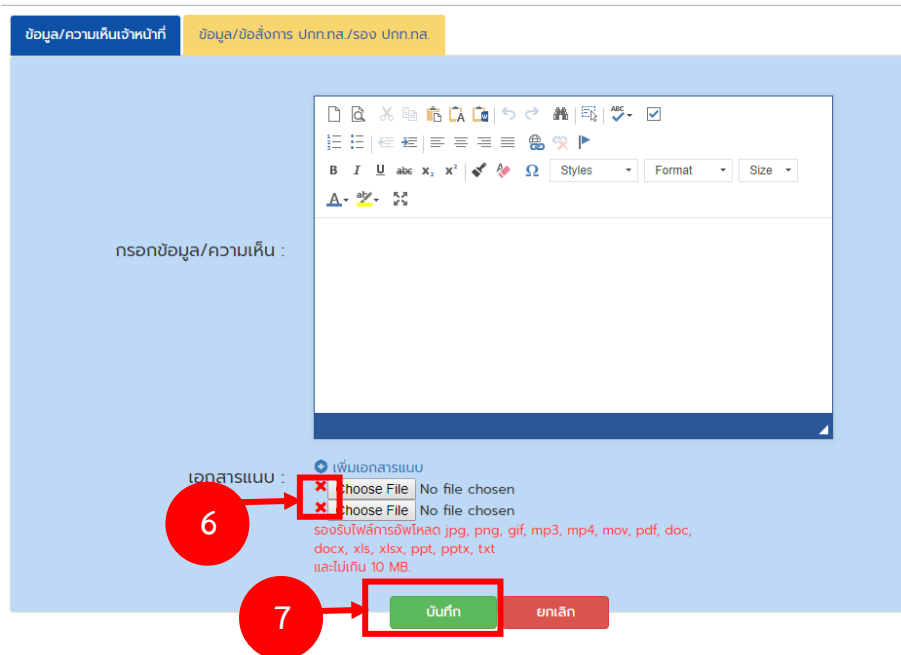 ข้อมูล/ความเห็นเจ้าหน้าที่ ข้อมูล/ข้อสั่งการ ปกท.ทส./รอง ปกท.ทส.
ABC
B I U abc x₂ x² Ω Styles Format Size
A ab
กรอกข้อมูล/ความเห็น :
เอกสารแนบ :
เพิ่มเอกสารแนบ
Choose File No file chosen
Choose File No file chosen
6
รองรับไฟล์การอัพโหลด jpg, png, gif, mp3, mp4, mov, pdf, doc,
docx, xls, xlsx, ppt, pptx, txt
และไม่เกิน 10 MB.
7
บันทึก ยกเลิก